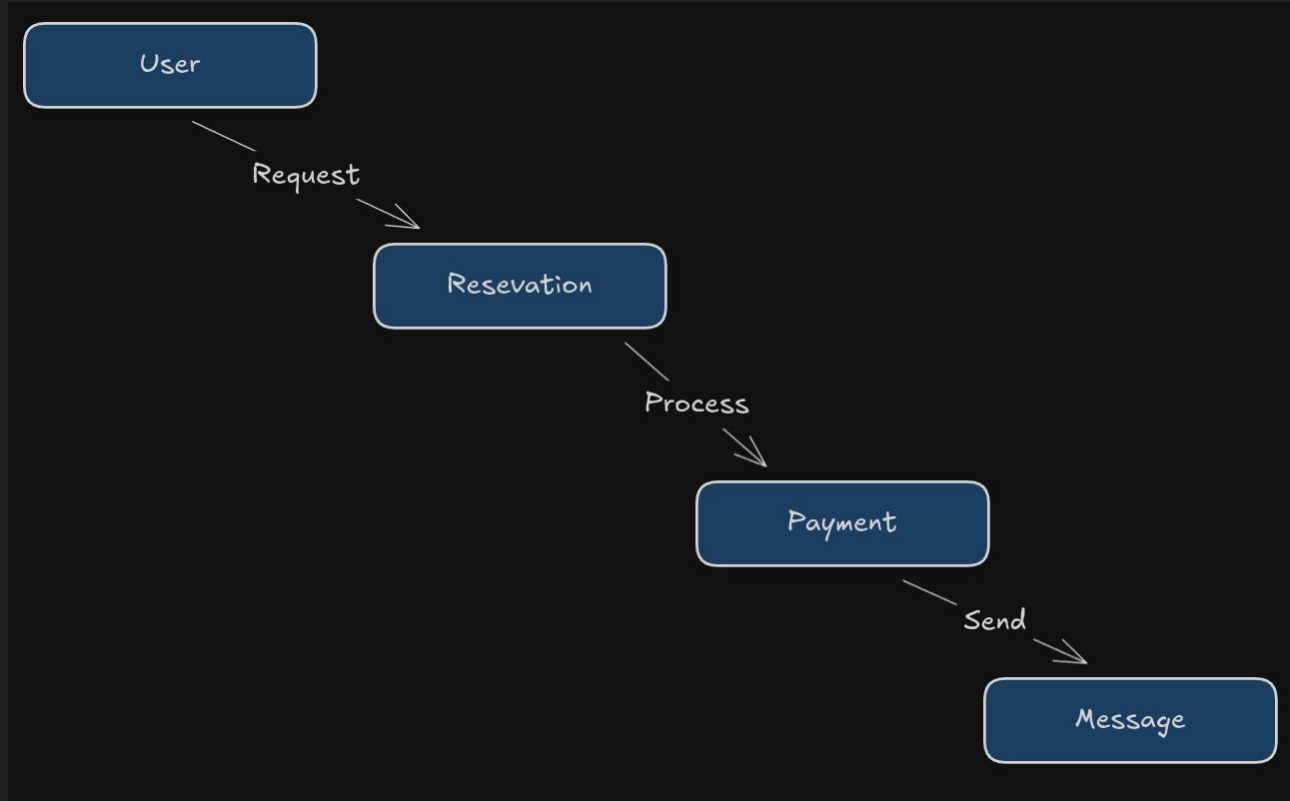 User
Request
Resevation
Process
Payment
Send
Message